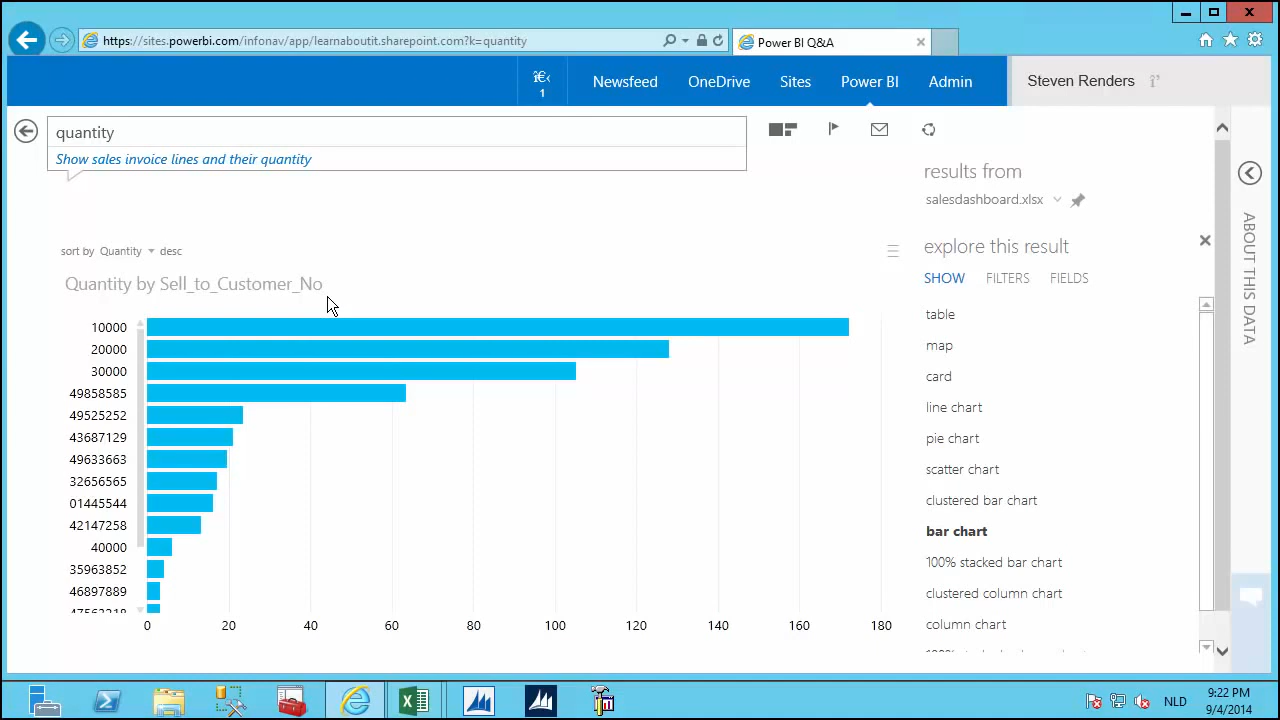 https://sites.powerbi.com/infonav/app/learnaboutit.sharepoint.com?k=quantity
Power BI Q&A
1
Newsfeed
OneDrive
Sites
Power BI
Admin
Steven Renders
quantity
Show sales invoice lines and their quantity
results from
salesdashboard.xlsx
sort by Quantity desc
explore this result
SHOW FILTERS FIELDS
ABOUT THIS DATA
Quantity by Sell_to_Customer_No
10000
20000
30000
49858585
49525252
43687129
49633663
32656565
01445544
42147258
40000
35963852
46897889
47563218
0 20 40 60 80 100 120 140 160 180
table
map
card
line chart
pie chart
scatter chart
clustered bar chart
bar chart
100% stacked bar chart
clustered column chart
column chart
NLD
9:22 PM
9/4/2014